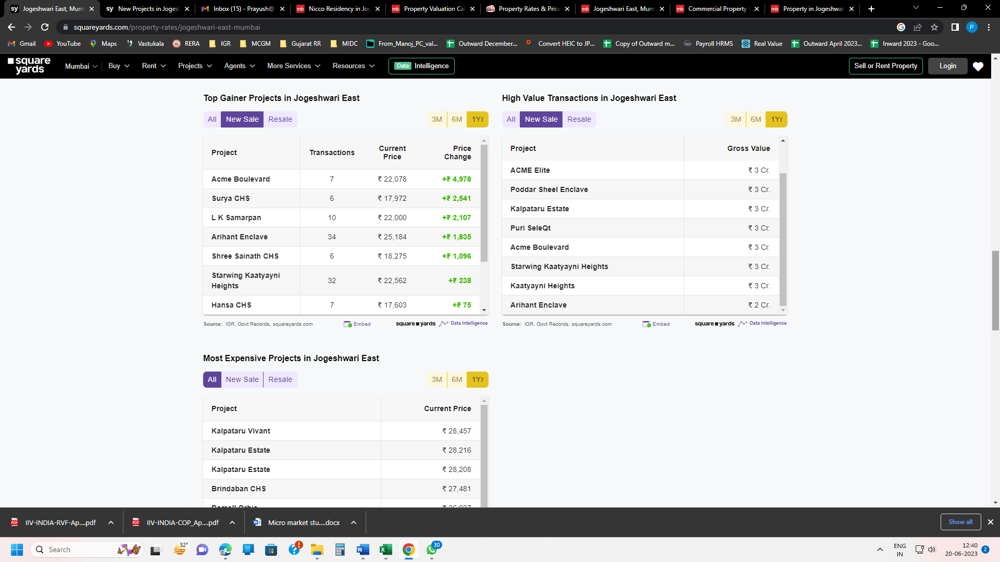 Jogeshwari East, Mum
New Projects in Joges
Inbox (15) - Prayush@
Nicco Residency in Jo
Property Valuation Ca
Property Rates & Price
Jogeshwari East, Mum
Commercial Property
Property in Jogeshwar
squareyards.com/property-rates/jogeshwari-east-mumbai
P
Gmail YouTube Maps Vastukala RERA IGR MCGM Gujarat RR MIDC From_Manoj_PC_val... Outward December... Convert HEIC to JP... Copy of Outward m... Payroll HRMS Real Value Outward April 2023... Inward 2023 - Goo...
square yards
Mumbai Buy Rent Projects Agents More Services Resources Data Intelligence Sell or Rent Property Login
Top Gainer Projects in Jogeshwari East
All New Sale Resale 3M 6M 1Yr
Project Transactions Current Price Price Change
Acme Boulevard 7 ₹ 22,078 +₹ 4,978
Surya CHS 6 ₹ 17,972 +₹ 2,541
L K Samarpan 10 ₹ 22,000 +₹ 2,107
Arihant Enclave 34 ₹ 25,184 +₹ 1,835
Shree Sainath CHS 6 ₹ 18,275 +₹ 1,096
Starwing Kaatyayni Heights 32 ₹ 22,562 +₹ 238
Hansa CHS 7 ₹ 17,603 +₹ 75
Source: IGR, Govt Records, squareyards.com Embed square yards Data Intelligence
High Value Transactions in Jogeshwari East
All New Sale Resale 3M 6M 1Yr
Project Gross Value
ACME Elite ₹ 3 Cr.
Poddar Sheel Enclave ₹ 3 Cr.
Kalpataru Estate ₹ 3 Cr.
Puri SeleQt ₹ 3 Cr.
Acme Boulevard ₹ 3 Cr.
Starwing Kaatyayni Heights ₹ 3 Cr.
Kaatyayni Heights ₹ 3 Cr.
Arihant Enclave ₹ 2 Cr.
Source: IGR, Govt Records, squareyards.com Embed square yards Data Intelligence
Most Expensive Projects in Jogeshwari East
All New Sale Resale 3M 6M 1Yr
Project Current Price
Kalpataru Vivant ₹ 28,457
Kalpataru Estate ₹ 28,216
Kalpataru Estate ₹ 28,208
Brindaban CHS ₹ 27,481
IIV-INDIA-RVF-Ap....pdf IIV-INDIA-COP_Ap....pdf Micro market stu....docx Show all
Search 32° 30 ENG IN 12:40 20-06-2023 2